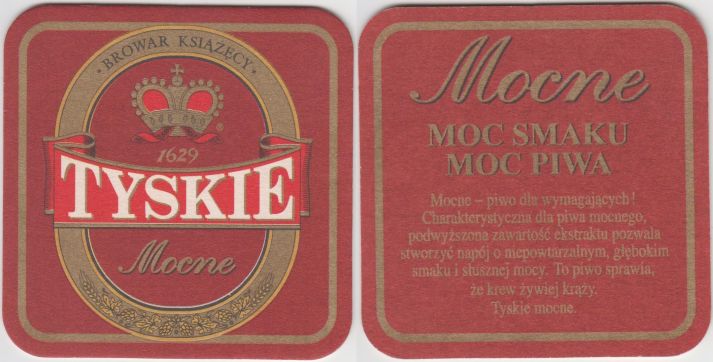 BROWAR KSIĄŻĘCY
1629
TYSKIE
Mocne
Mocne
MOC SMAKU
MOC PIWA
Mocne – piwo dla wymagających!
Charakterystyczna dla piwa mocnego,
podwyższona zawartość ekstraktu pozwala
stworzyć napój o niepowtarzalnym, głębokim
smaku i słusznej mocy. To piwo sprawia,
że krew żywiej krąży.
Tyskie mocne.